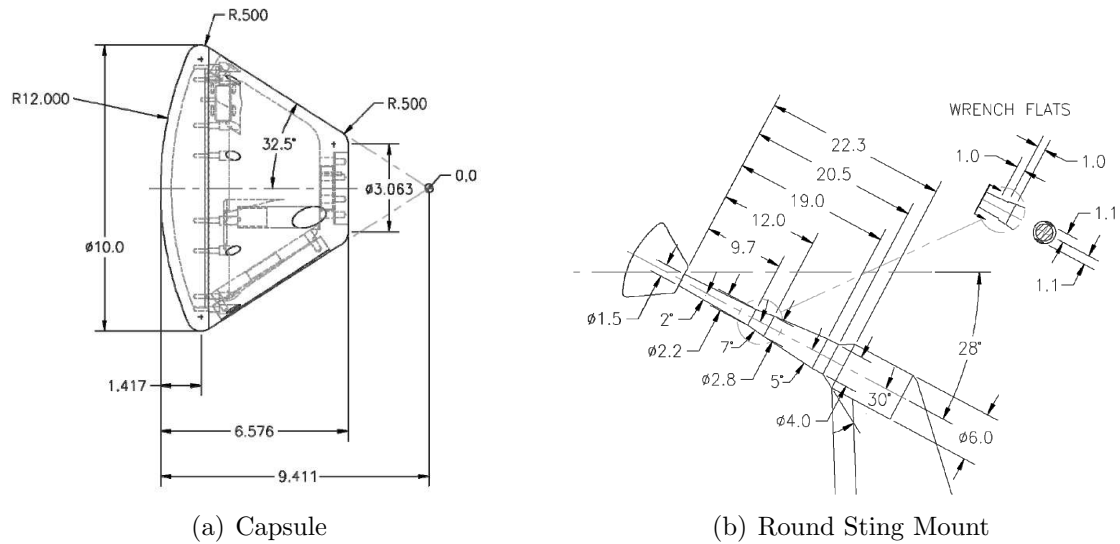 R.500
R12.000
R.500
32.5°
0,0
ø3.063
ø10.0
1.417
6.576
9.411
(a) Capsule
WRENCH FLATS
22.3
1.0
1.0
20.5
19.0
12.0
1.1
9.7
1.1
ø1.5
2°
ø2.2
7°
28°
ø2.8
5°
30°
ø4.0
ø6.0
(b) Round Sting Mount